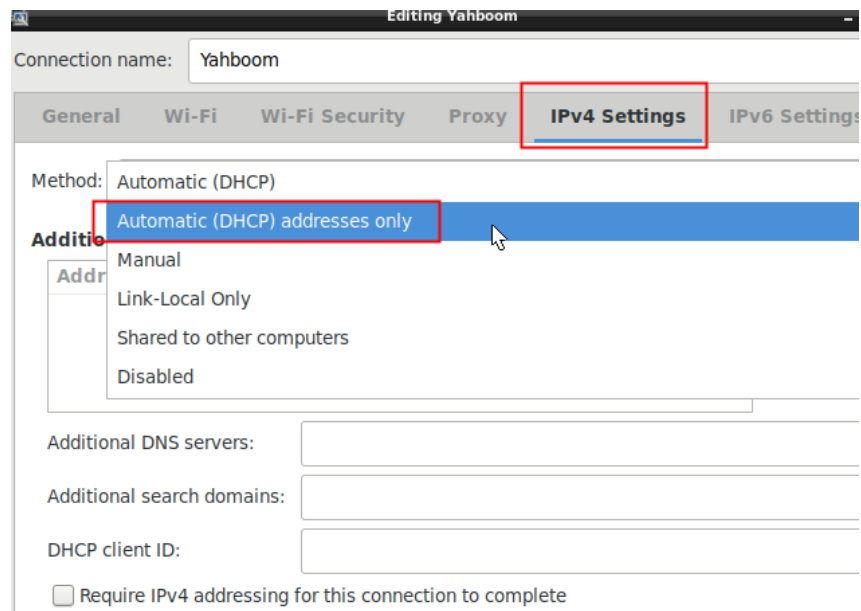 Editing Yahboom
Connection name: Yahboom
General Wi-Fi Wi-Fi Security Proxy IPv4 Settings IPv6 Settings
Method: Automatic (DHCP)
Automatic (DHCP) addresses only
Additio
Manual
Addr
Link-Local Only
Shared to other computers
Disabled
Additional DNS servers:
Additional search domains:
DHCP client ID:
Require IPv4 addressing for this connection to complete